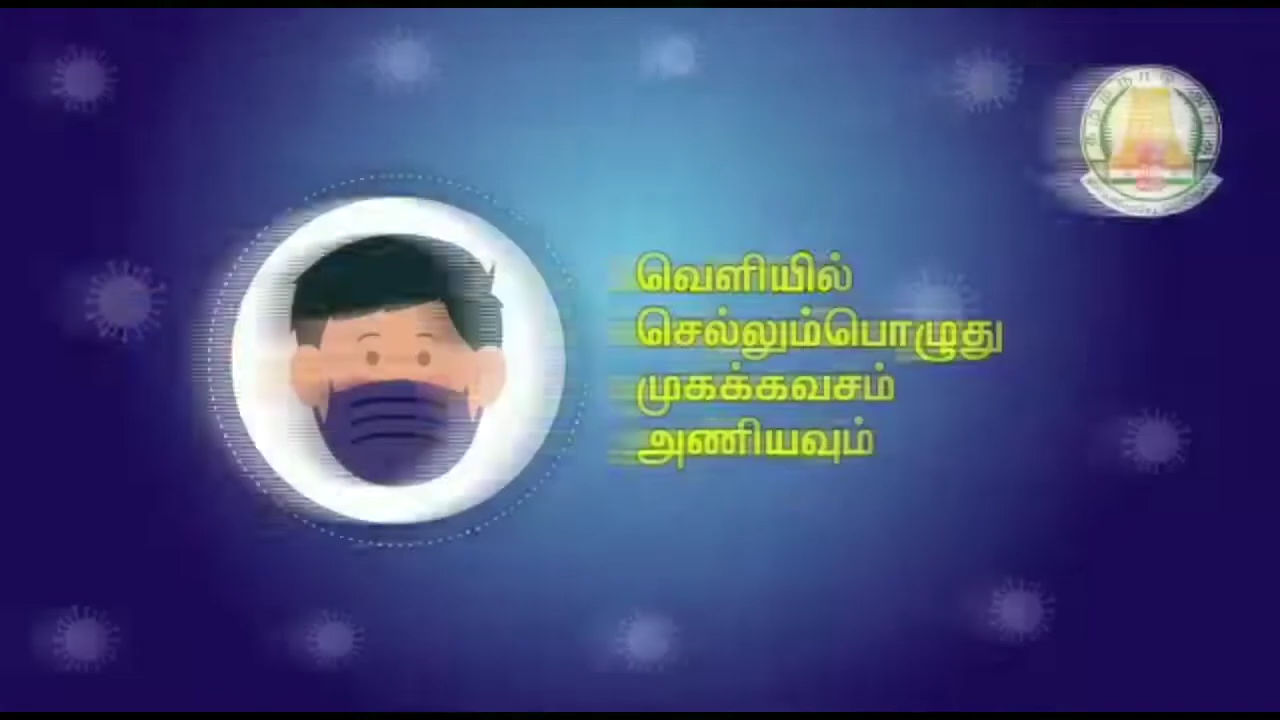 வெளியில்
செல்லும்பொழுது
முகக்கவசம்
அணியவும்